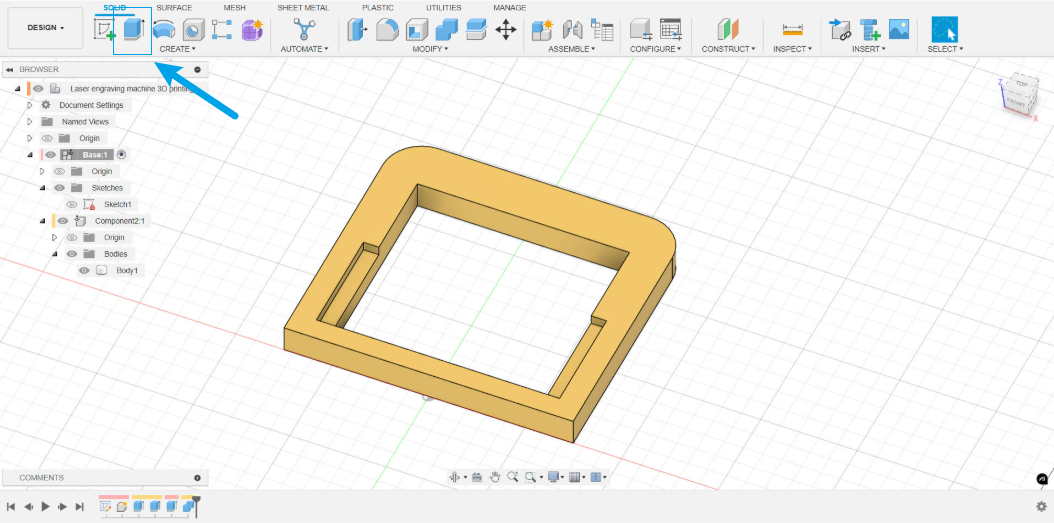 SOLID SURFACE MESH SHEET METAL PLASTIC UTILITIES MANAGE
DESIGN
CREATE AUTOMATE MODIFY ASSEMBLE CONFIGURE CONSTRUCT INSPECT INSERT SELECT
BROWSER
Laser engraving machine 3D printing
Document Settings
Named Views
Origin
Base:1
Origin
Sketches
Sketch1
Component2:1
Origin
Bodies
Body1
Z
TOP
FRONT
X
COMMENTS